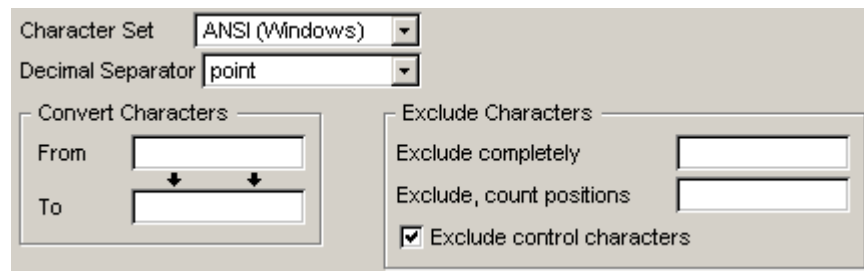 Character Set ANSI (Windows)
Decimal Separator point
Convert Characters
From
To
Exclude Characters
Exclude completely
Exclude, count positions
Exclude control characters